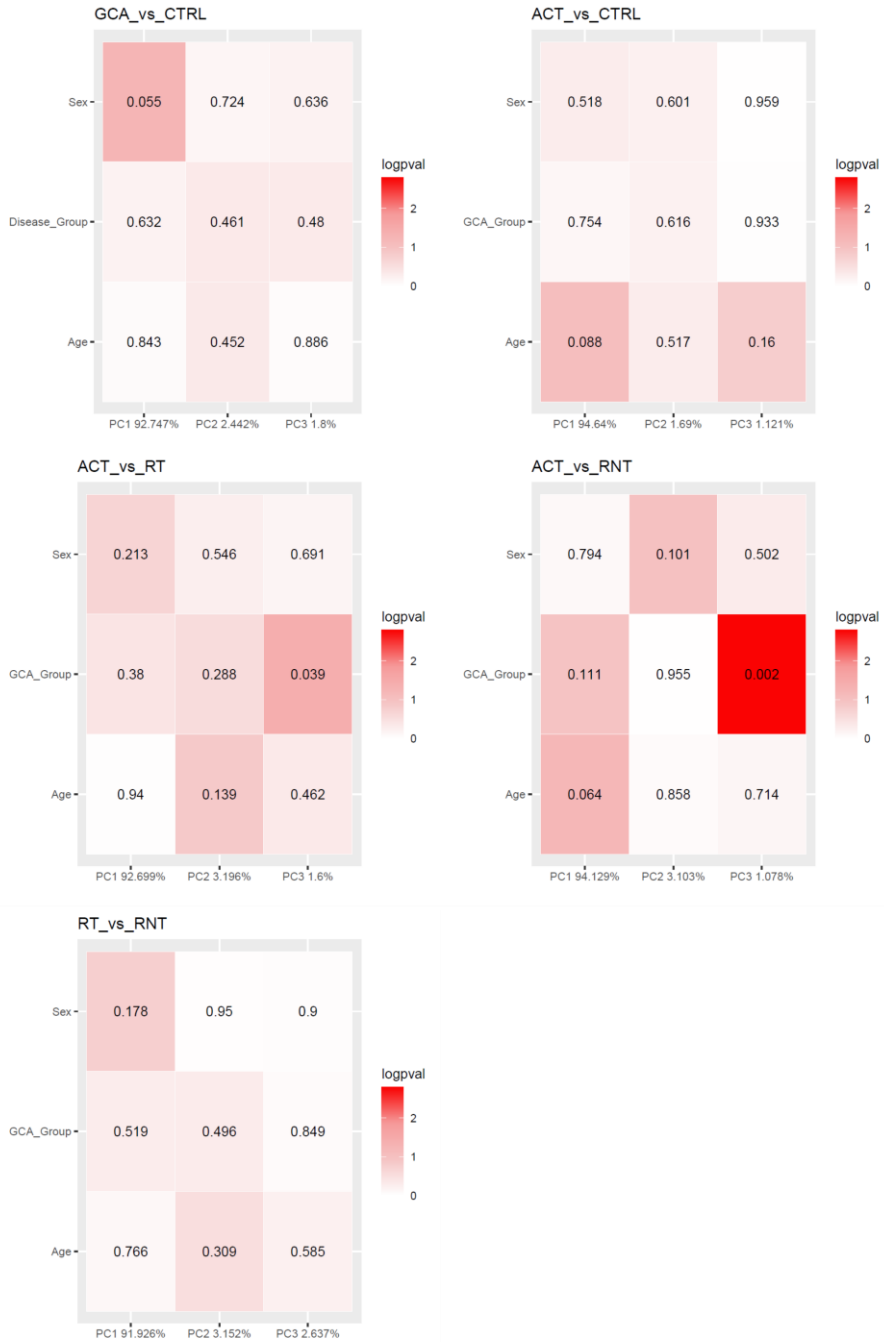 GCA_vs_CTRL
Sex
0.055 0.724 0.636
Disease_Group
0.632 0.461 0.48
Age
0.843 0.452 0.886
PC1 92.747% PC2 2.442% PC3 1.8%
logpval
2
1
0
ACT_vs_CTRL
Sex
0.518 0.601 0.959
GCA_Group
0.754 0.616 0.933
Age
0.088 0.517 0.16
PC1 94.64% PC2 1.69% PC3 1.121%
logpval
2
1
0
ACT_vs_RT
Sex
0.213 0.546 0.691
GCA_Group
0.38 0.288 0.039
Age
0.94 0.139 0.462
PC1 92.699% PC2 3.196% PC3 1.6%
logpval
2
1
0
ACT_vs_RNT
Sex
0.794 0.101 0.502
GCA_Group
0.111 0.955 0.002
Age
0.064 0.858 0.714
PC1 94.129% PC2 3.103% PC3 1.078%
logpval
2
1
0
RT_vs_RNT
Sex
0.178 0.95 0.9
GCA_Group
0.519 0.496 0.849
Age
0.766 0.309 0.585
PC1 91.926% PC2 3.152% PC3 2.637%
logpval
2
1
0